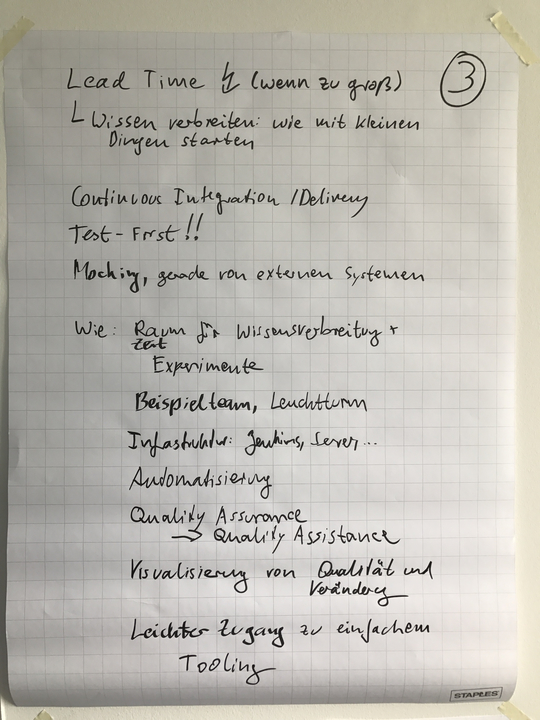 Lead Time ↯ (wenn zu groß)
③
└ Wissen verbreiten: wie mit kleinen
Dingen starten
Continuous Integration / Delivery
Test-First!!
Mocking, gerade von externen Systemen
Wie: Raum für Wissensverbreitung +
Zeit
Experimente
Beispielteam, Leuchtturm
Infrastruktur: Jenkins, Server...
Automatisierung
Quality Assurance
→ Quality Assistance
Visualisierung von Qualität und
Veränderung
Leichter Zugang zu einfachem
Tooling
STAPLES